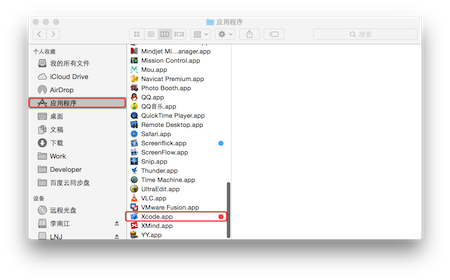 应用程序
搜索
个人收藏
我的所有文件
iCloud Drive
AirDrop
应用程序
桌面
文稿
下载
Work
Developer
百度云同步盘
设备
远程光盘
李南江
LNJ
Mindjet Mi...anager.app
Mission Control.app
Mou.app
Navicat Premium.app
Photo Booth.app
QQ.app
QQ音乐.app
QuickTime Player.app
Remote Desktop.app
Safari.app
Screenflick.app
ScreenFlow.app
Snip.app
Thunder.app
Time Machine.app
UltraEdit.app
VLC.app
VMware Fusion.app
Xcode.app
XMind.app
YY.app